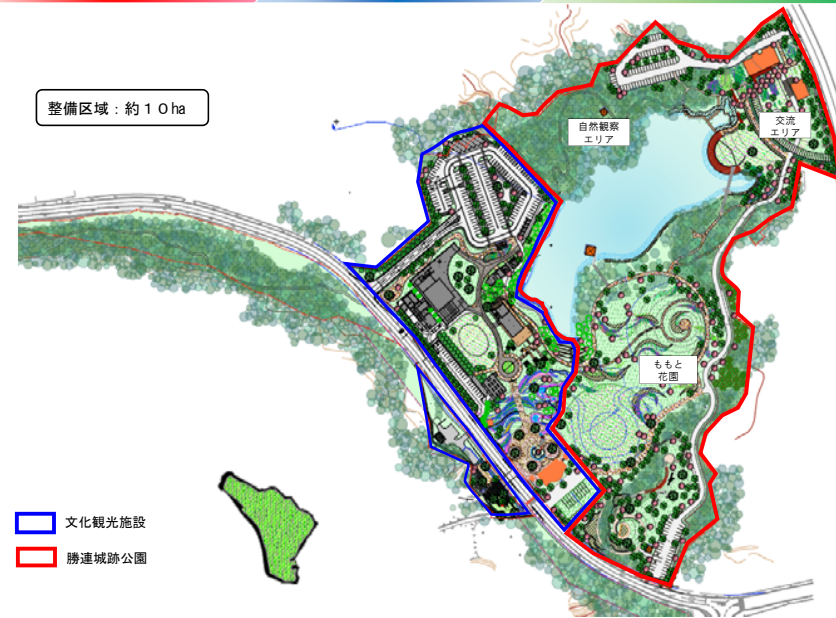 整備区域：約１０ha
自然観察
エリア
交流
エリア
ももと
花園
文化観光施設
勝連城跡公園